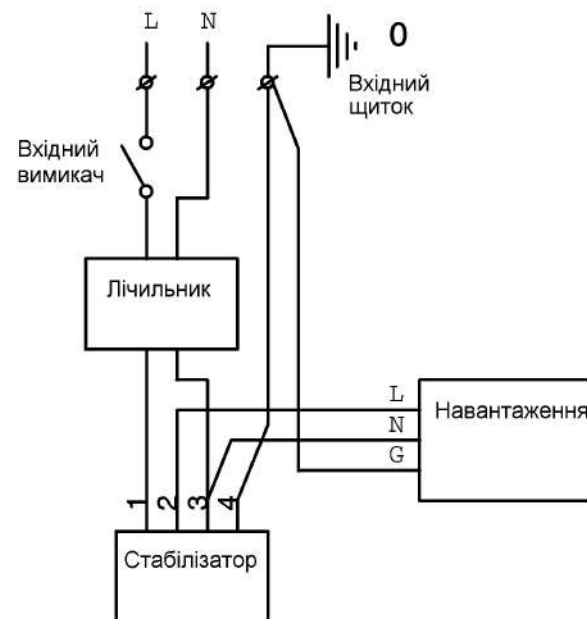 L N
0
Вхідний
щиток
Вхідний
вимикач
Лічильник
L
N
G
Навантаження
1 2 3 4
Стабілізатор